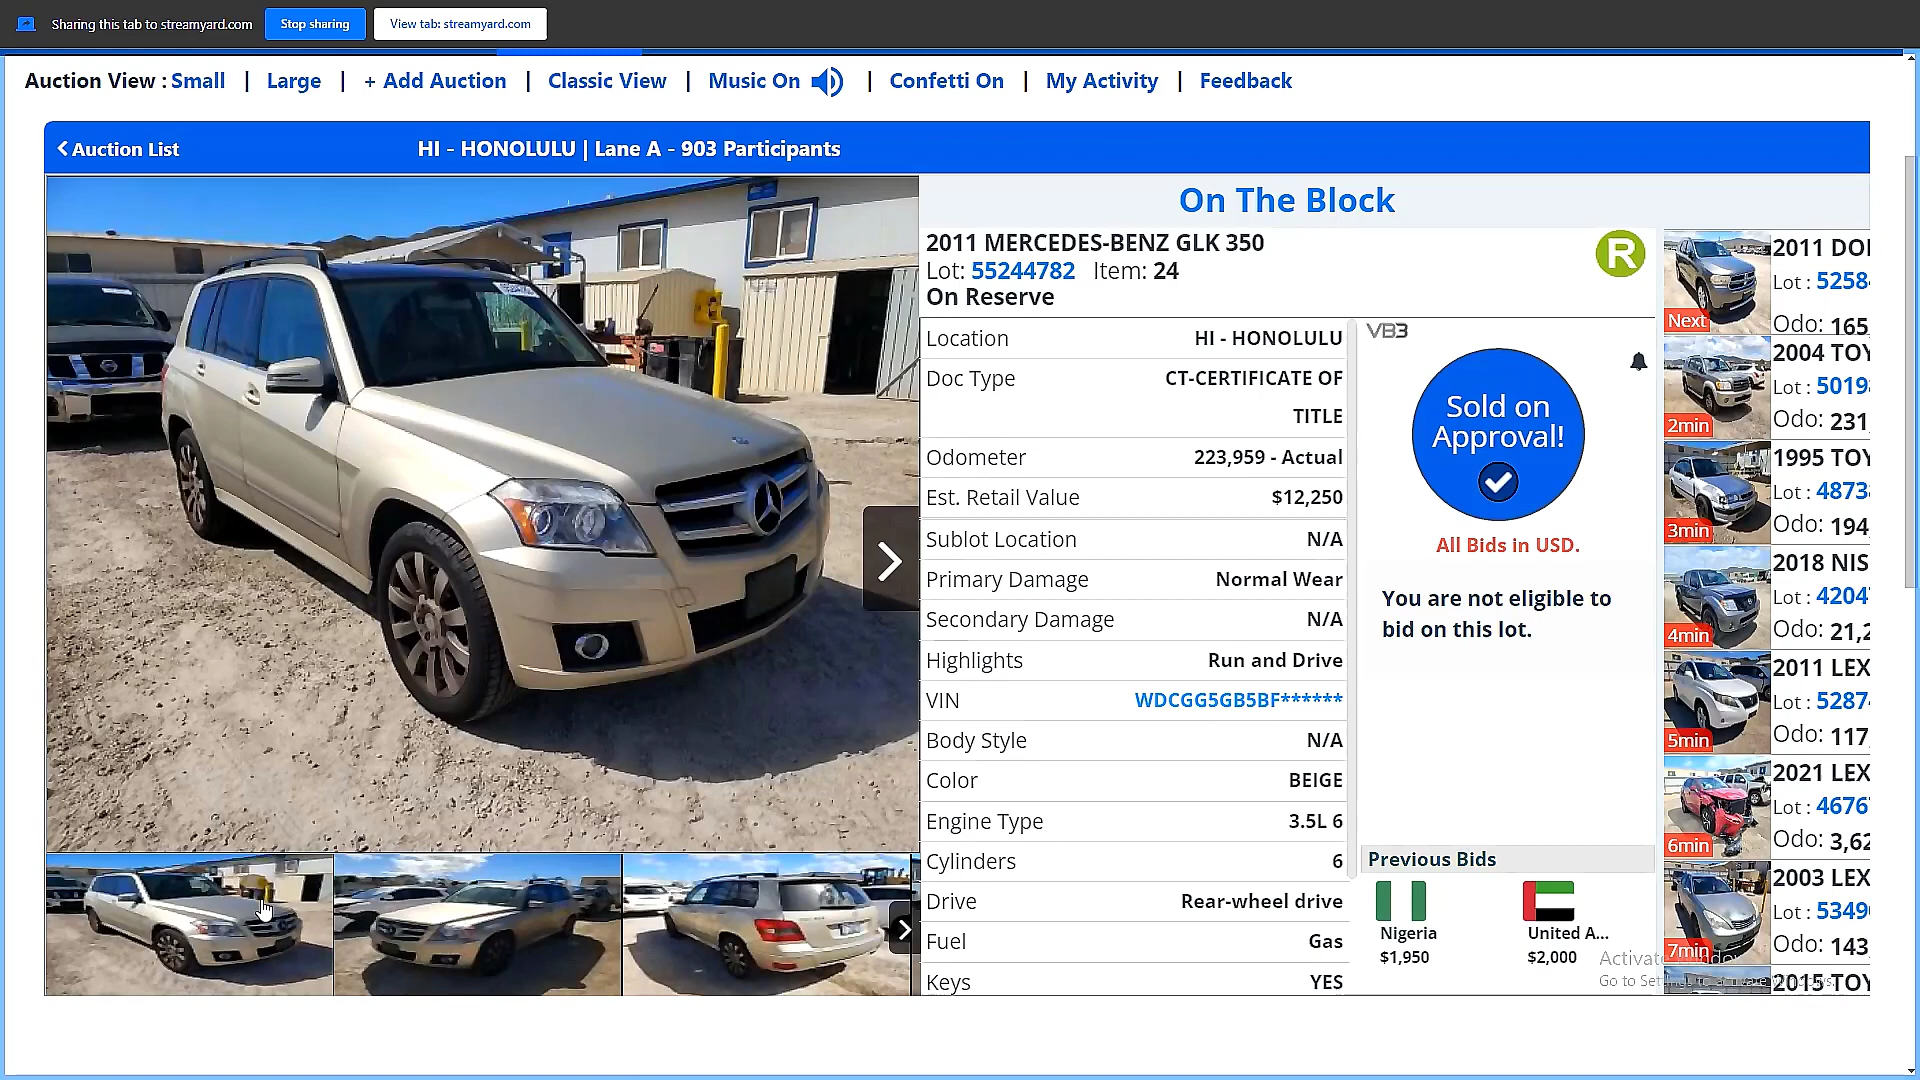 Sharing this tab to streamyard.com
Stop sharing
View tab: streamyard.com
Auction View : Small | Large | + Add Auction | Classic View | Music On | Confetti On | My Activity | Feedback
Auction List
HI - HONOLULU | Lane A - 903 Participants
On The Block
2011 MERCEDES-BENZ GLK 350
Lot: 55244782 Item: 24
On Reserve
R
Location HI - HONOLULU
Doc Type CT-CERTIFICATE OF
TITLE
Odometer 223,959 - Actual
Est. Retail Value $12,250
Sublot Location N/A
Primary Damage Normal Wear
Secondary Damage N/A
Highlights Run and Drive
VIN WDCGG5GB5BF******
Body Style N/A
Color BEIGE
Engine Type 3.5L 6
Cylinders 6
Drive Rear-wheel drive
Fuel Gas
Keys YES
VB3
Sold on
Approval!
All Bids in USD.
You are not eligible to
bid on this lot.
Previous Bids
Nigeria
$1,950
United A...
$2,000
Next
2011 DO
Lot : 5258
Odo: 165
2min
2004 TOY
Lot : 5019
Odo: 231
3min
1995 TOY
Lot : 4873
Odo: 194
4min
2018 NIS
Lot : 4204
Odo: 21,2
5min
2011 LEX
Lot : 5287
Odo: 117
6min
2021 LEX
Lot : 4676
Odo: 3,62
7min
2003 LEX
Lot : 5349
Odo: 143
2015 TOY
Activate Windows
Go to Settings to activate Windows.